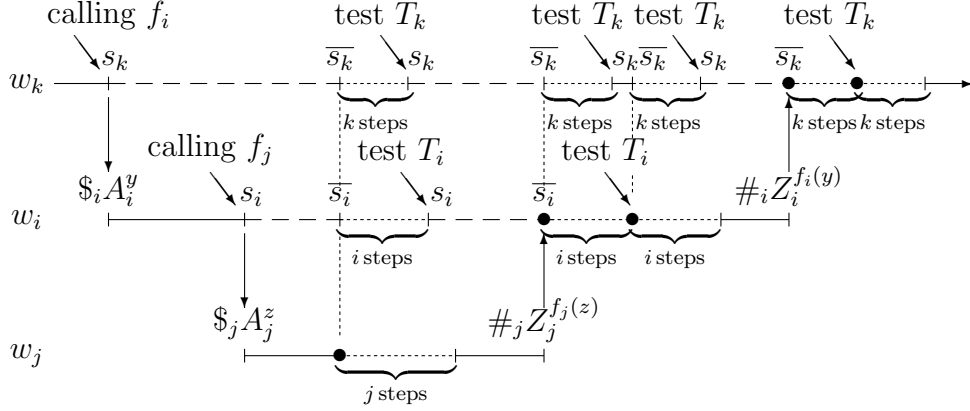 calling f_i test T_k test T_k test T_k test T_k
s_k \overline{s_k} s_k \overline{s_k} s_k \overline{s_k} s_k \overline{s_k}
w_k
k steps k steps k steps k steps k steps
calling f_j test T_i test T_i
$_i A_i^y s_i \overline{s_i} s_i \overline{s_i} #_i Z_i^{f_i(y)}
w_i
i steps i steps i steps
$_j A_j^z #_j Z_j^{f_j(z)}
w_j
j steps